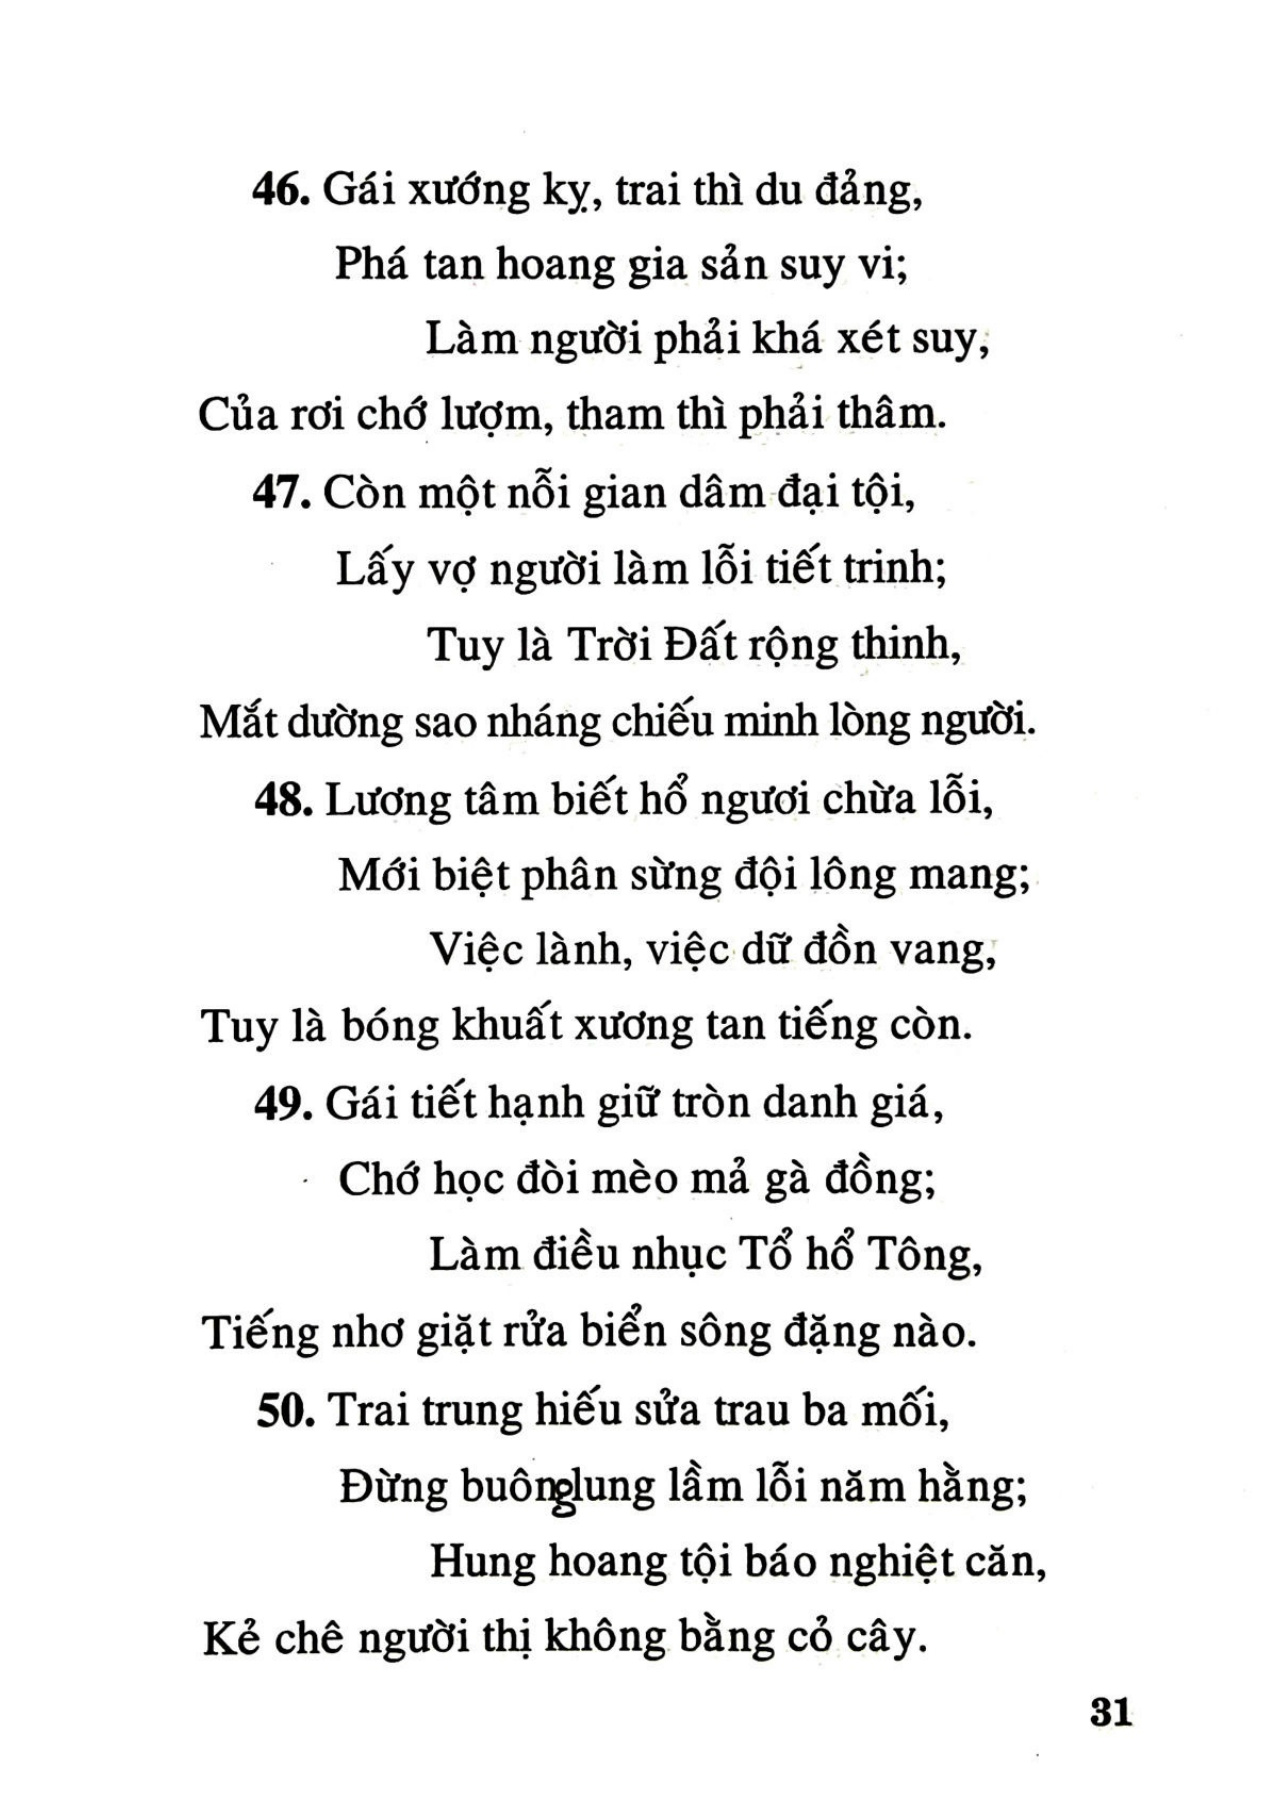 46. Gái xướng kỵ, trai thì du đảng,
Phá tan hoang gia sản suy vi;
Làm người phải khá xét suy,
Của rơi chớ lượm, tham thì phải thâm.
47. Còn một nỗi gian dâm đại tội,
Lấy vợ người làm lỗi tiết trinh;
Tuy là Trời Đất rộng thinh,
Mắt dường sao nháng chiếu minh lòng người.
48. Lương tâm biết hổ ngươi chừa lỗi,
Mới biệt phân sừng đội lông mang;
Việc lành, việc dữ đồn vang,
Tuy là bóng khuất xương tan tiếng còn.
49. Gái tiết hạnh giữ tròn danh giá,
Chớ học đòi mèo mả gà đồng;
Làm điều nhục Tổ hổ Tông,
Tiếng nhơ giặt rửa biển sông đặng nào.
50. Trai trung hiếu sửa trau ba mối,
Đừng buông lung lầm lỗi năm hằng;
Hung hoang tội báo nghiệt căn,
Kẻ chê người thị không bằng cỏ cây.
31